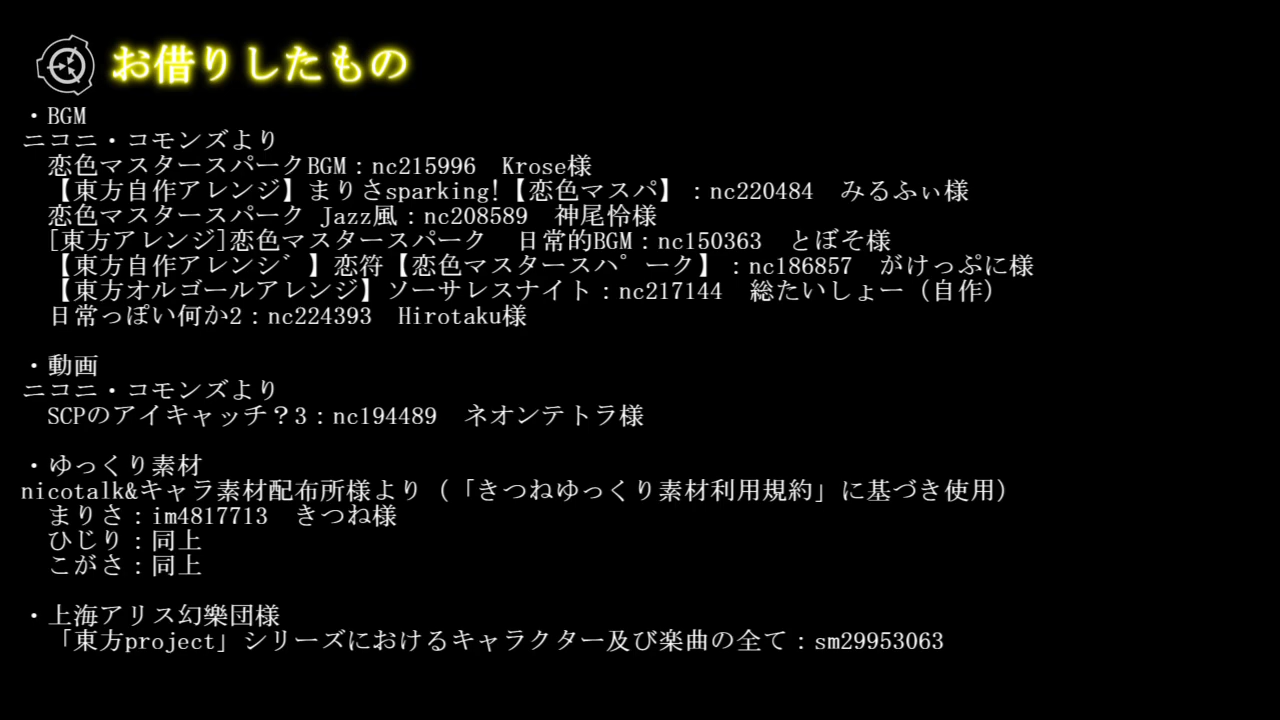 お借りしたもの
・BGM
ニコニ・コモンズより
　恋色マスタースパークBGM：nc215996　Krose様
　【東方自作アレンジ】まりさsparking!【恋色マスパ】：nc220484　みるふぃ様
　恋色マスタースパーク Jazz風：nc208589　神尾怜様
　[東方アレンジ]恋色マスタースパーク　日常的BGM：nc150363　とぼそ様
　【東方自作アレンシ゛】恋符【恋色マスタースハ゜ーク】：nc186857　がけっぷに様
　【東方オルゴールアレンジ】ソーサレスナイト：nc217144　総たいしょー（自作）
　日常っぽい何か2：nc224393　Hirotaku様
・動画
ニコニ・コモンズより
　SCPのアイキャッチ？3：nc194489　ネオンテトラ様
・ゆっくり素材
nicotalk&キャラ素材配布所様より（「きつねゆっくり素材利用規約」に基づき使用）
　まりさ：im4817713　きつね様
　ひじり：同上
　こがさ：同上
・上海アリス幻樂団様
　「東方project」シリーズにおけるキャラクター及び楽曲の全て：sm29953063